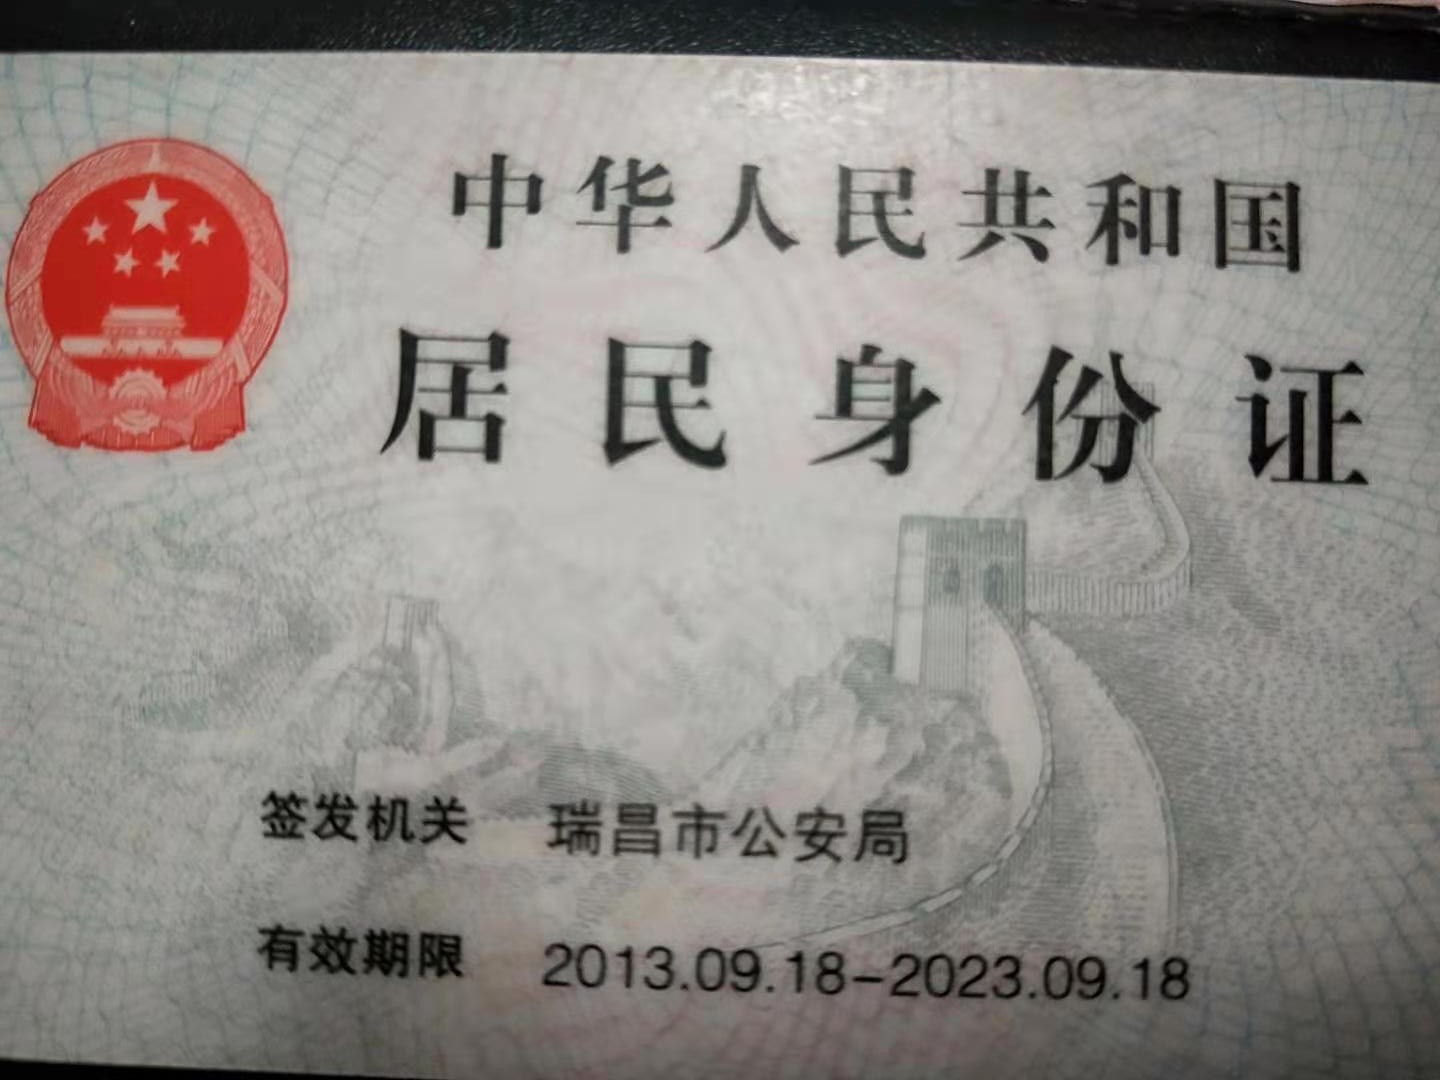 中华人民共和国
居民身份证
签发机关 瑞昌市公安局
有效期限 2013.09.18-2023.09.18